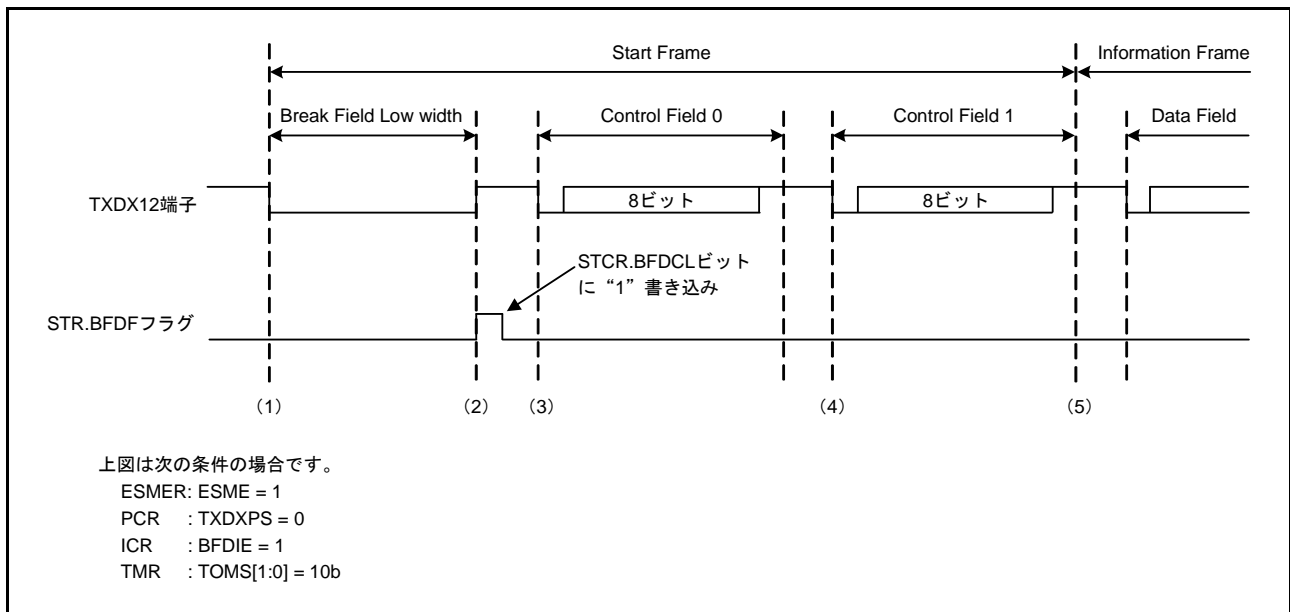 Start Frame
Information Frame
Break Field Low width
Control Field 0
Control Field 1
Data Field
TXDX12端子
8ビット
8ビット
STCR.BFDCLビット
に“1”書き込み
STR.BFDFフラグ
(1)
(2)
(3)
(4)
(5)
上図は次の条件の場合です。
ESMER: ESME = 1
PCR : TXDXPS = 0
ICR : BFDIE = 1
TMR : TOMS[1:0] = 10b